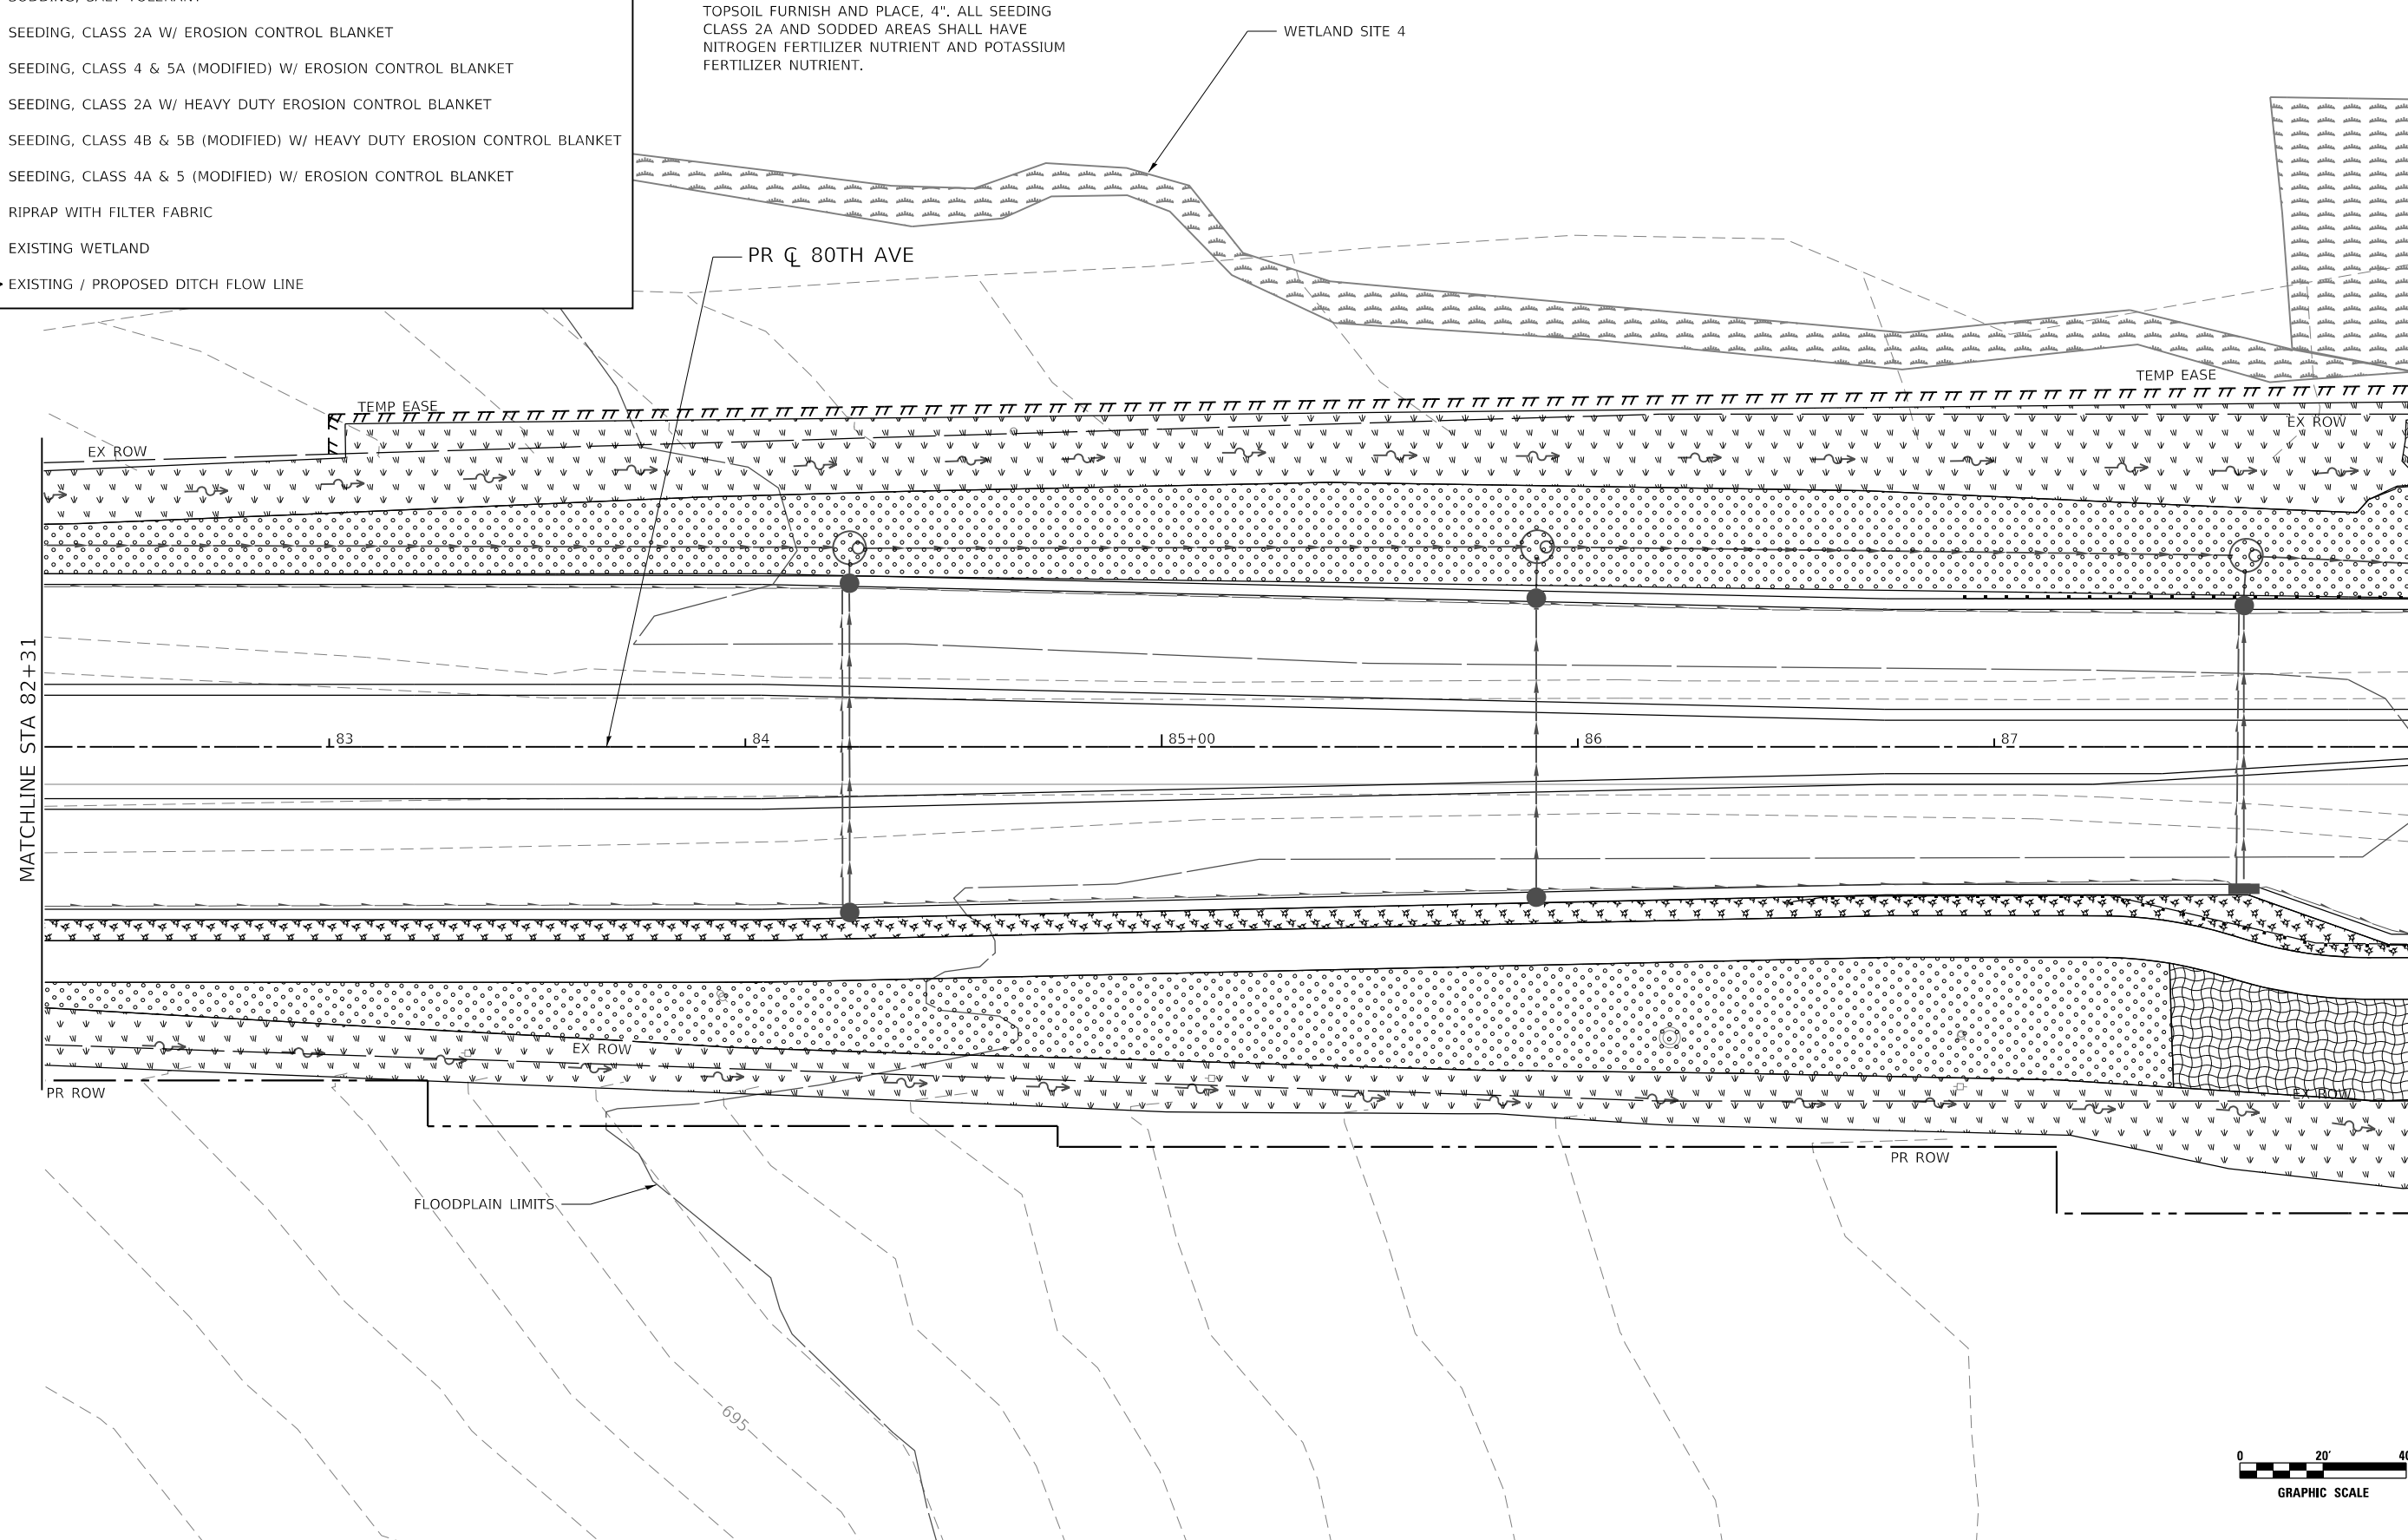 SEEDING, CLASS 2A W/ EROSION CONTROL BLANKET
SEEDING, CLASS 4 & 5A (MODIFIED) W/ EROSION CONTROL BLANKET
SEEDING, CLASS 2A W/ HEAVY DUTY EROSION CONTROL BLANKET
SEEDING, CLASS 4B & 5B (MODIFIED) W/ HEAVY DUTY EROSION CONTROL BLANKET
SEEDING, CLASS 4A & 5 (MODIFIED) W/ EROSION CONTROL BLANKET
RIPRAP WITH FILTER FABRIC
EXISTING WETLAND
EXISTING / PROPOSED DITCH FLOW LINE
TOPSOIL FURNISH AND PLACE, 4". ALL SEEDING
CLASS 2A AND SODDED AREAS SHALL HAVE
NITROGEN FERTILIZER NUTRIENT AND POTASSIUM
FERTILIZER NUTRIENT.
WETLAND SITE 4
PR ℄ 80TH AVE
TEMP EASE
TEMP EASE
EX ROW
EX ROW
MATCHLINE STA 82+31
83
84
85+00
86
87
EX ROW
EX ROW
PR ROW
PR ROW
FLOODPLAIN LIMITS
695
0 20'
GRAPHIC SCALE